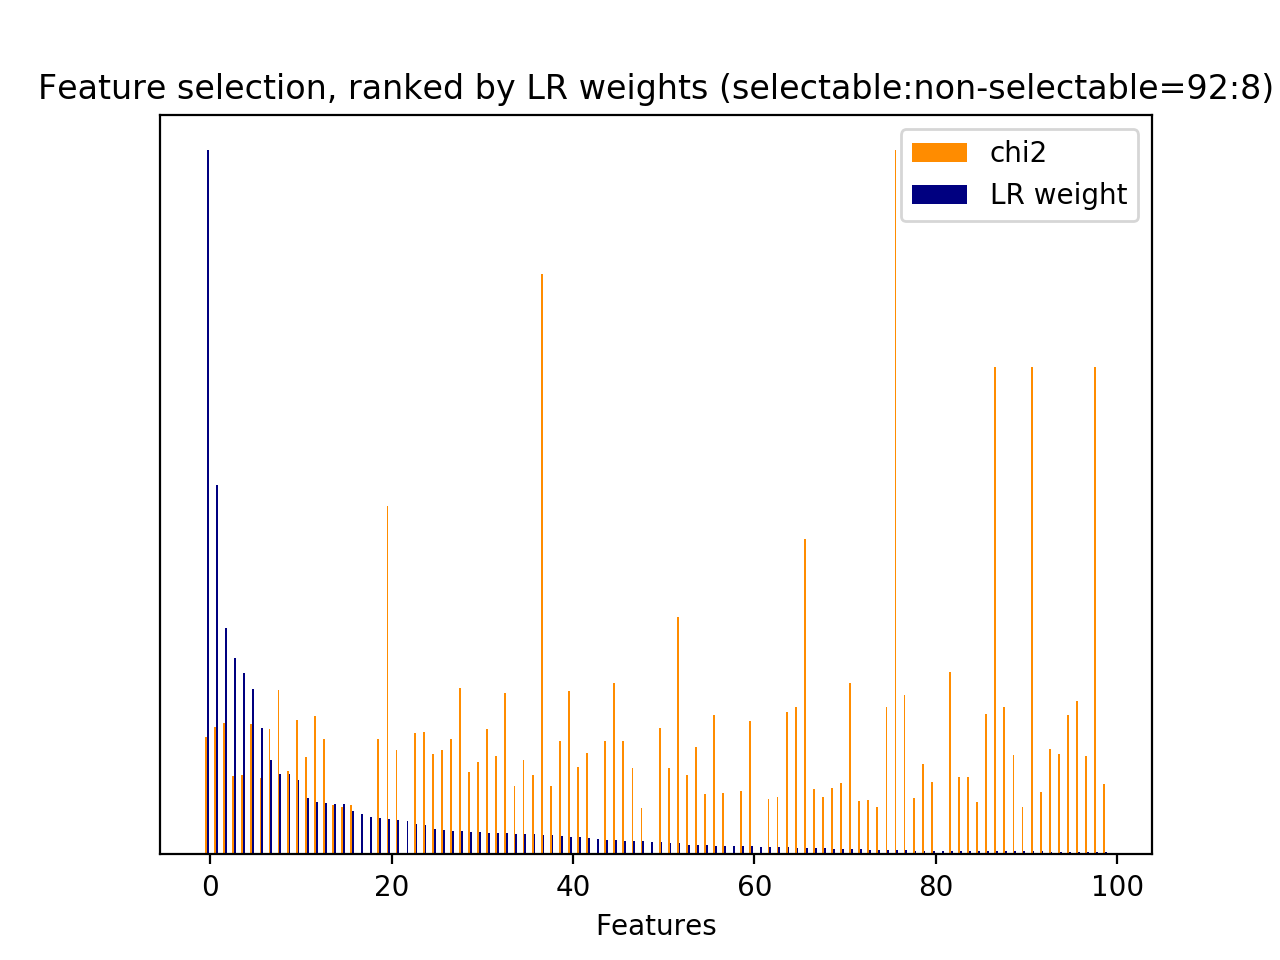 Feature selection, ranked by LR weights (selectable:non-selectable=92:8)
chi2
LR weight
0 20 40 60 80 100
Features